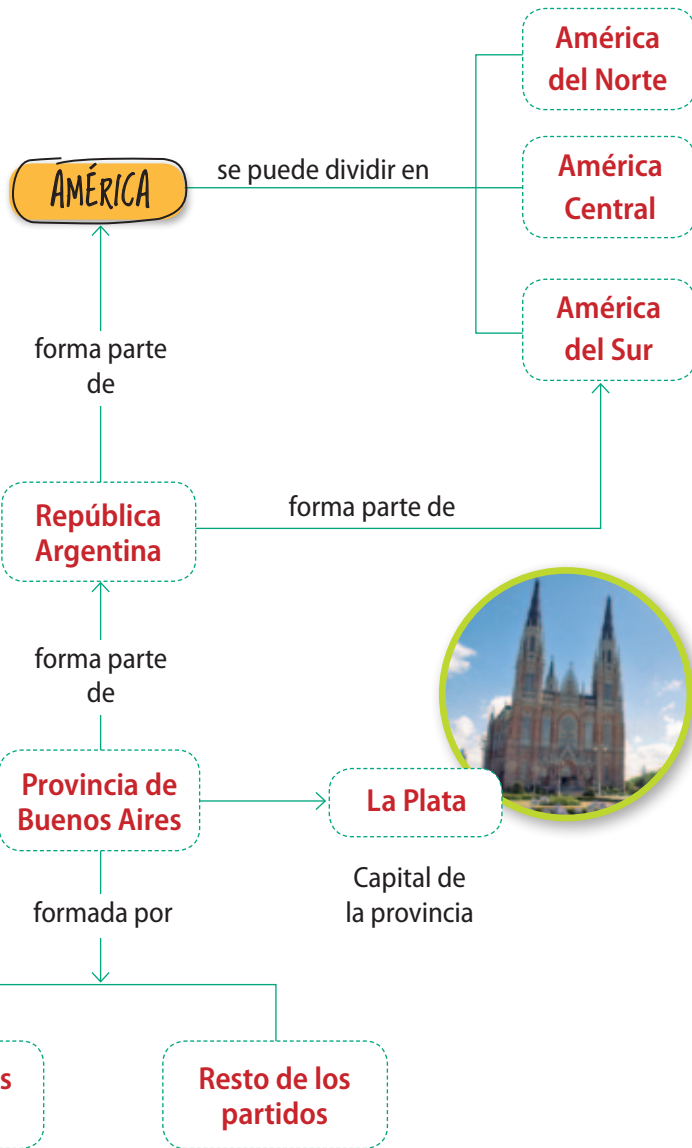 América
del Norte
AMÉRICA
se puede dividir en
América
Central
América
del Sur
forma parte
de
República
Argentina
forma parte de
forma parte
de
Provincia de
Buenos Aires
La Plata
Capital de
la provincia
formada por
Resto de los
partidos